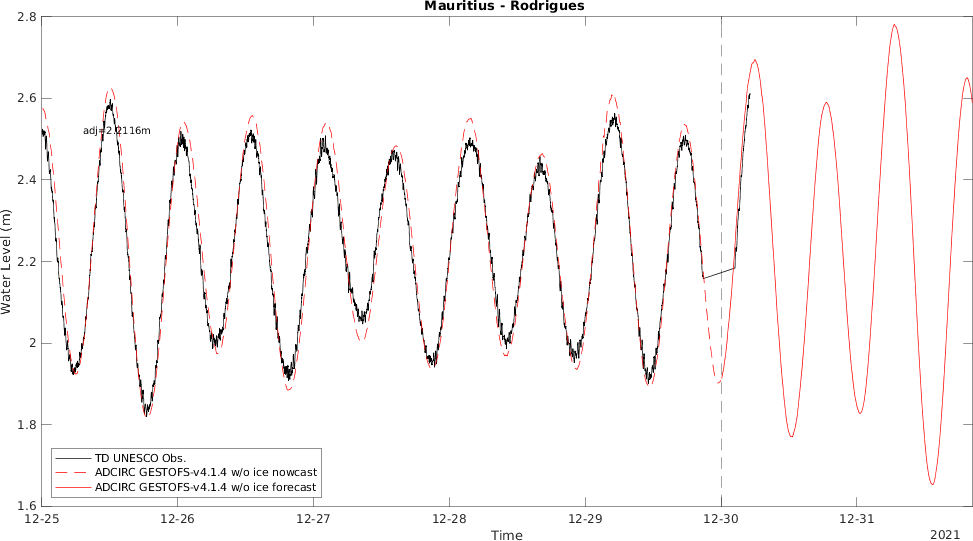 Mauritius - Rodrigues
2.8
2.6
2.4
2.2
2
1.8
1.6
Water Level (m)
adj=2.2116m
TD UNESCO Obs.
ADCIRC GESTOFS-v4.1.4 w/o ice nowcast
ADCIRC GESTOFS-v4.1.4 w/o ice forecast
12-25
12-26
12-27
12-28
12-29
12-30
12-31
Time
2021